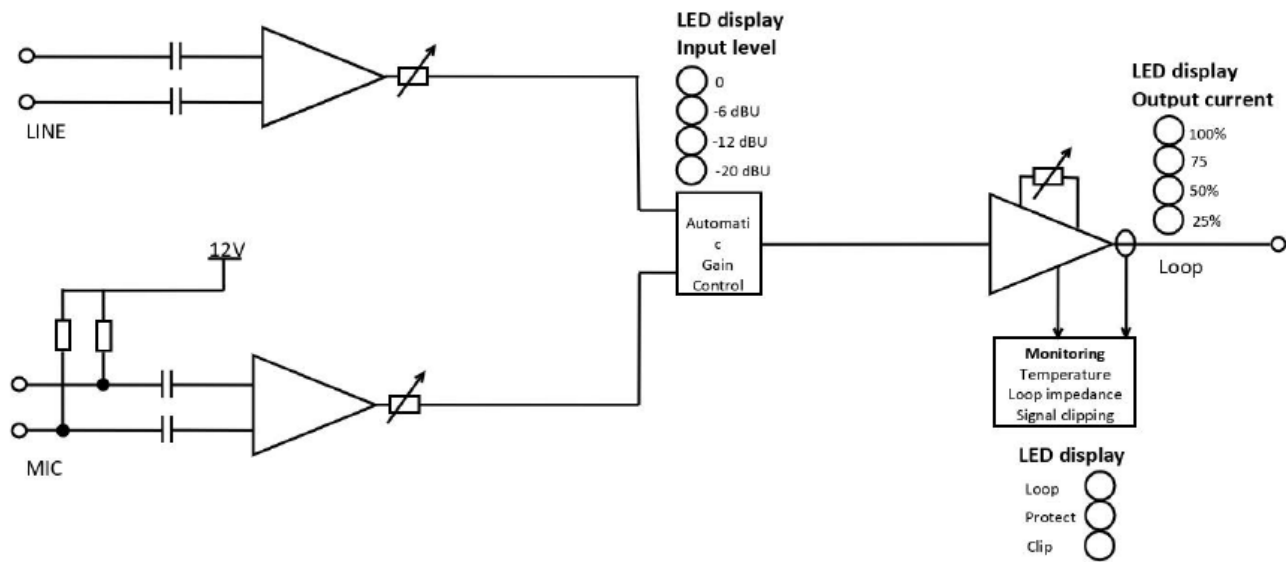 LED display
Input level
0
-6 dBU
-12 dBU
-20 dBU
LED display
Output current
100%
75
50%
25%
LINE
Automati
c
Gain
Control
12V
Loop
Monitoring
Temperature
Loop impedance
Signal clipping
MIC
LED display
Loop
Protect
Clip